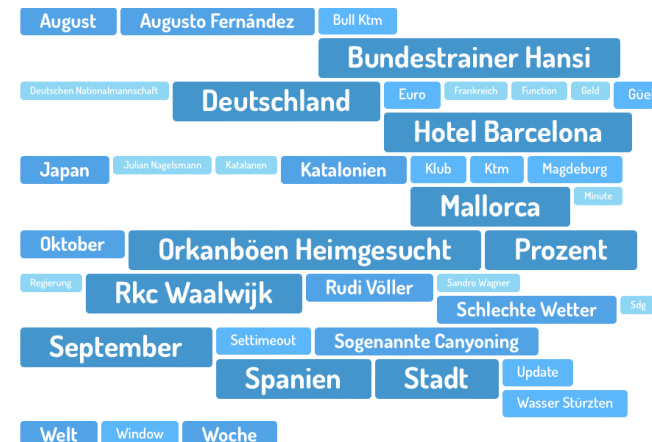 August Augusto Fernández Bull Ktm
Bundestrainer Hansi
Deutschen Nationalmannschaft Deutschland Euro Frankreich Function Geld
Hotel Barcelona
Japan Julian Nagelsmann Katalanen Katalonien Klub Ktm Magdeburg
Mallorca Minute
Oktober Orkanböen Heimgesucht Prozent
Regierung Rkc Waalwijk Rudi Völler Sandro Wagner
Schlechte Wetter Sdg
September Settimeout Sogenannte Canyoning
Spanien Stadt Update
Wasser Stürzten
Welt Window Woche